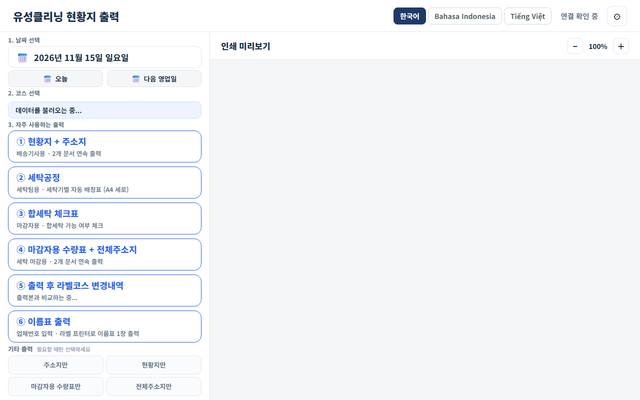 유성클리닝 현황지 출력
한국어
Bahasa Indonesia
Tiếng Việt
연결 확인 중
1. 날짜 선택
2026년 11월 15일 일요일
오늘
다음 영업일
2. 코스 선택
데이터를 불러오는 중...
3. 자주 사용하는 출력
① 현황지 + 주소지
배송기사용 · 2개 문서 연속 출력
② 세탁공정
세탁팀용 · 세탁기별 자동 배정표 (A4 세로)
③ 합세탁 체크표
마감자용 · 합세탁 가능 여부 체크
④ 마감자용 수량표 + 전체주소지
세탁 마감용 · 2개 문서 연속 출력
⑤ 출력 후 라벨코스 변경내역
출력본과 비교하는 중...
⑥ 이름표 출력
업체번호 입력 · 라벨 프린터로 이름표 1장 출력
기타 출력 필요할 때만 선택하세요
주소지만
현황지만
마감자용 수량표만
전체주소지만
인쇄 미리보기
− 100% +